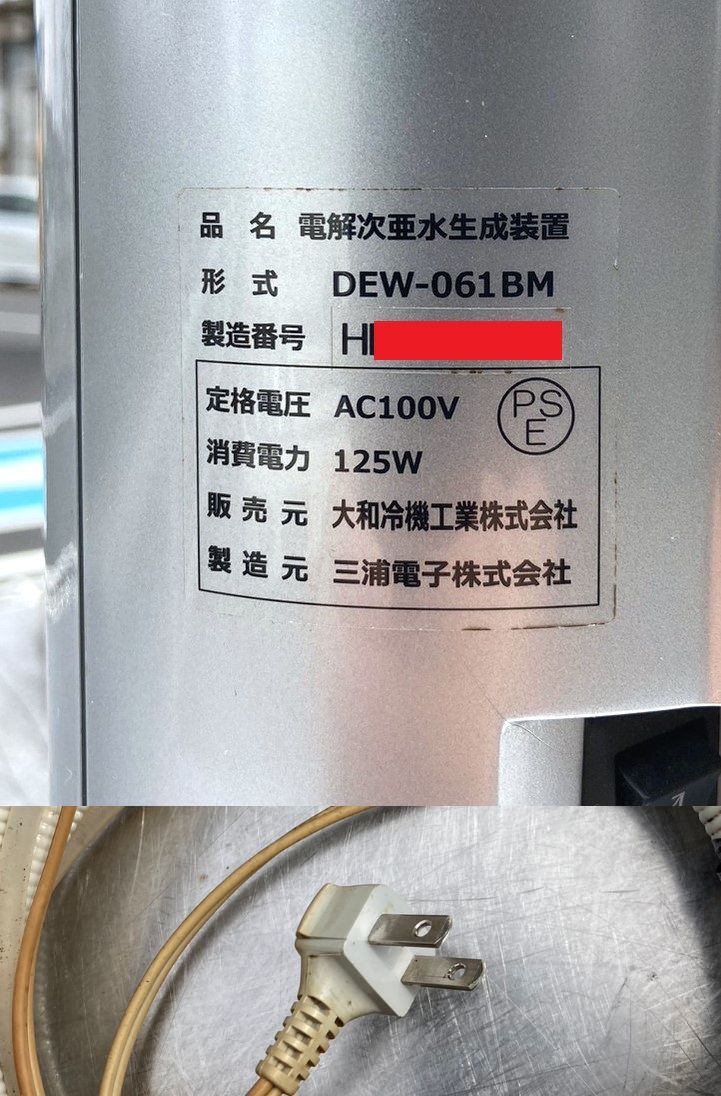 品名 電解次亜水生成装置
形式 DEW-061BM
製造番号 H
定格電圧 AC100V
PSE
消費電力 125W
販売元 大和冷機工業株式会社
製造元 三浦電子株式会社